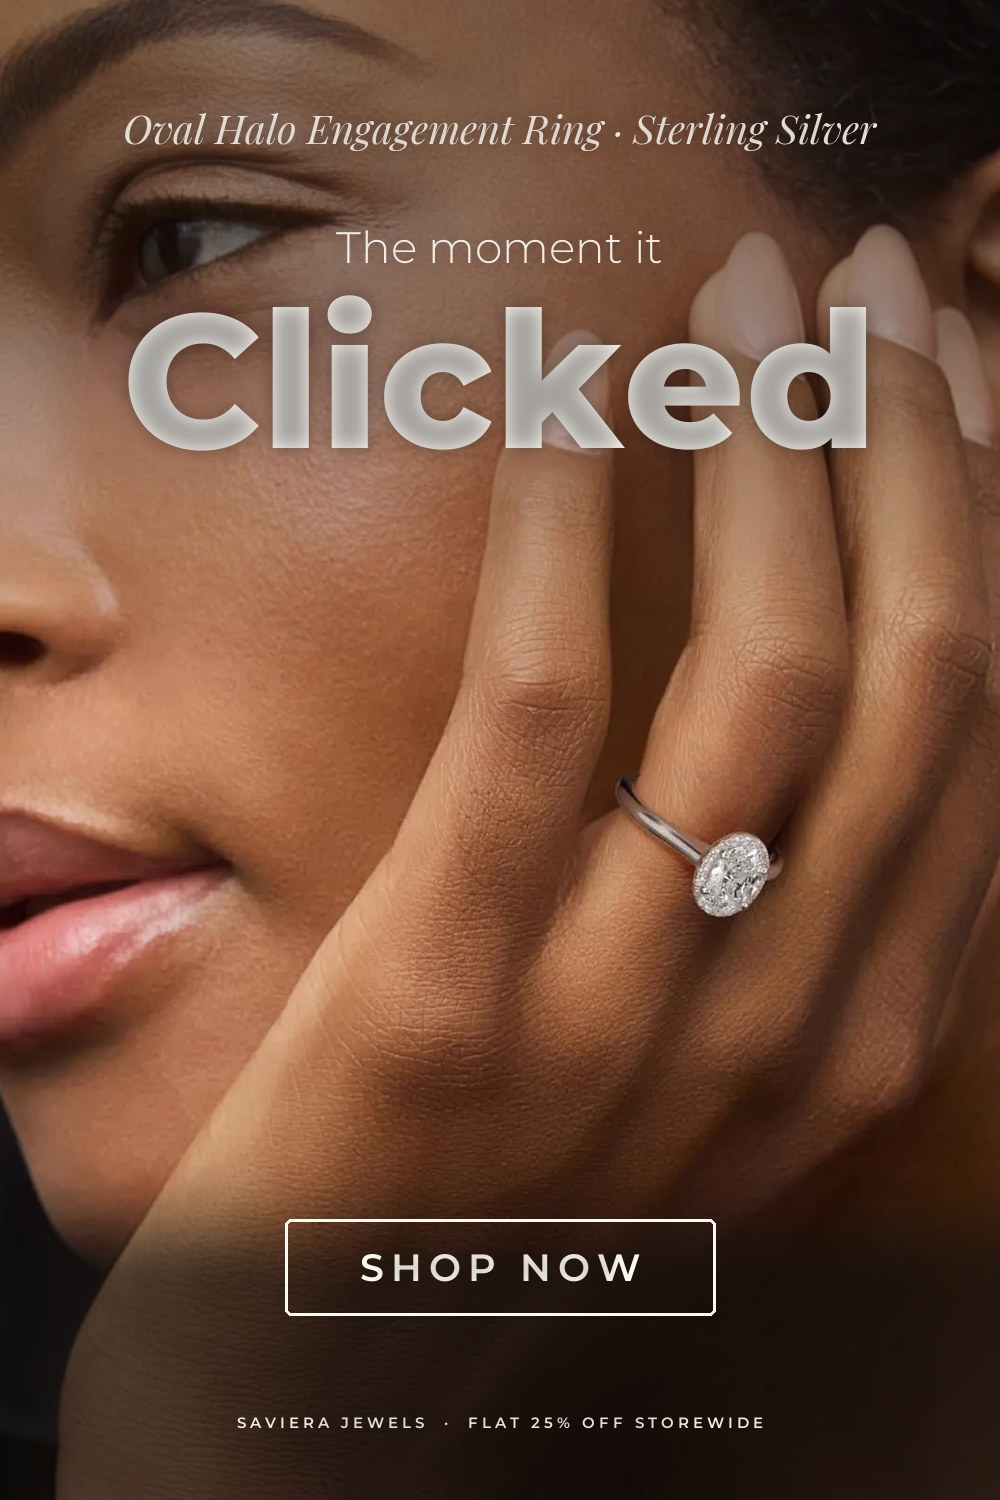 Oval Halo Engagement Ring · Sterling Silver
The moment it
Clicked
SHOP NOW
SAVIERA JEWELS · FLAT 25% OFF STOREWIDE